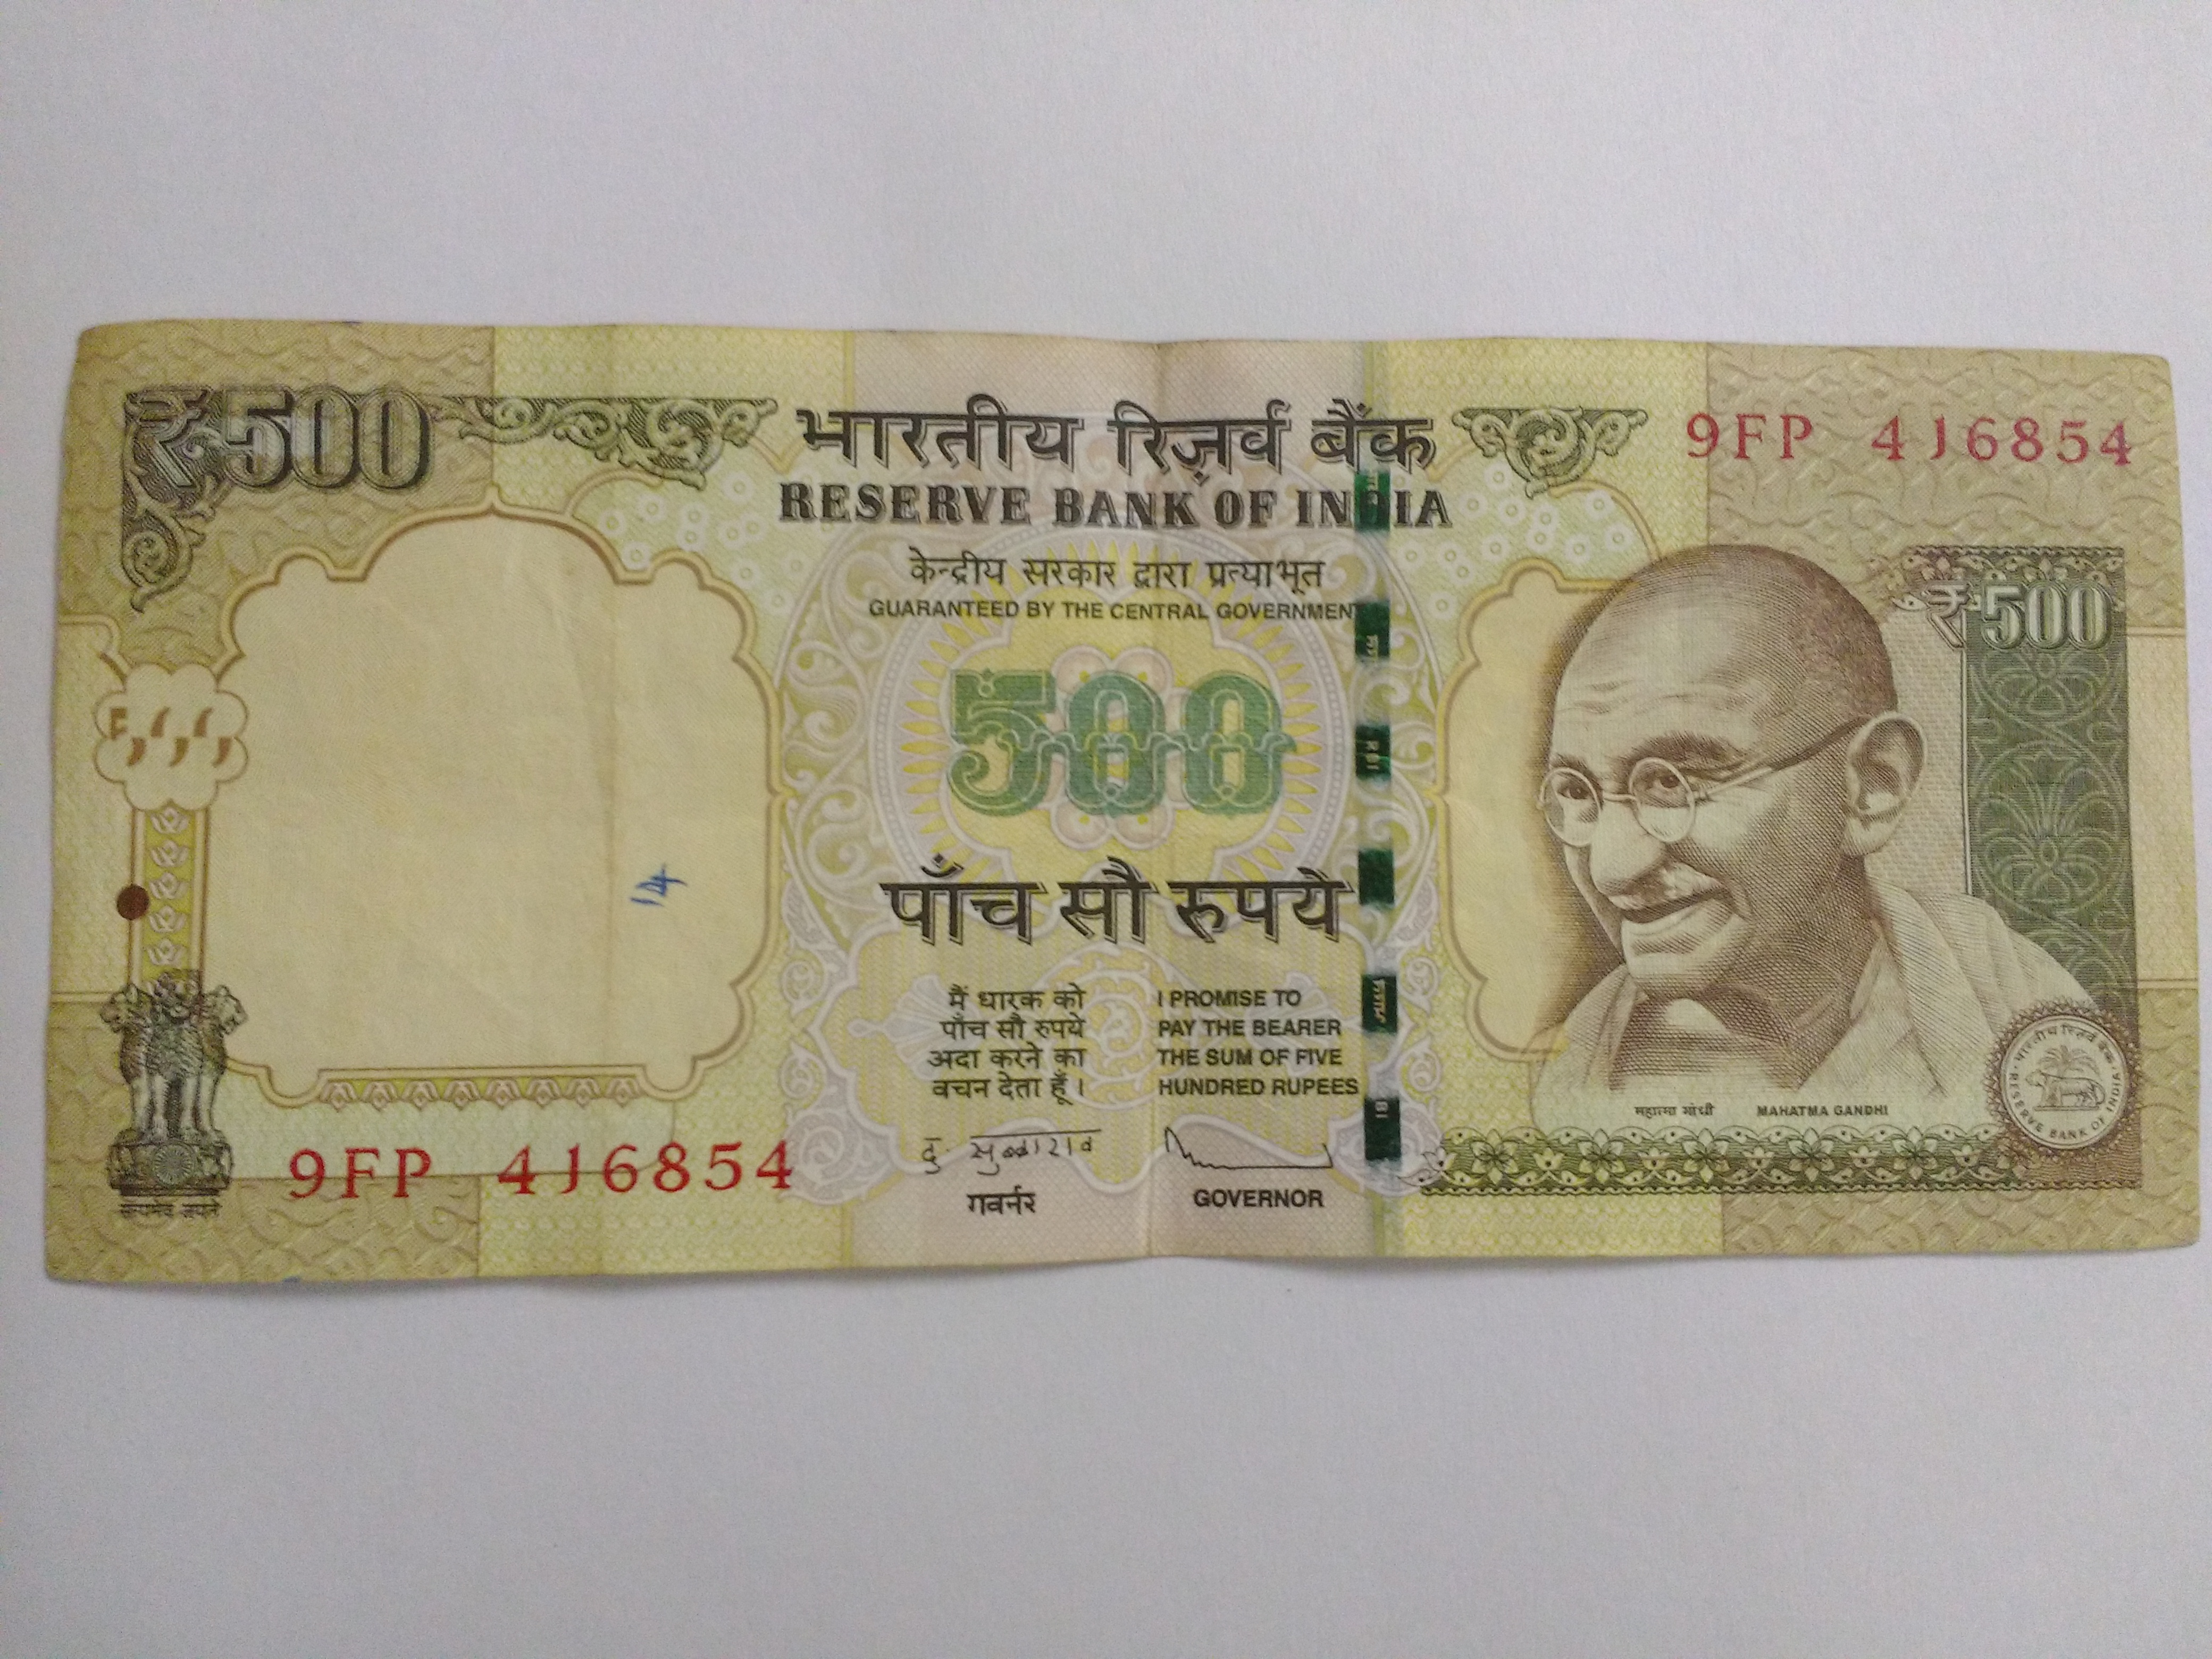 ₹500
भारतीय रिज़र्व बैंक
9FP 416854
RESERVE BANK OF INDIA
केन्द्रीय सरकार द्वारा प्रत्याभूत
GUARANTEED BY THE CENTRAL GOVERNMENT
₹500
500
14
पाँच सौ रुपये
मैं धारक को
पाँच सौ रुपये
अदा करने का
वचन देता हूँ।
I PROMISE TO
PAY THE BEARER
THE SUM OF FIVE
HUNDRED RUPEES
महात्मा गांधी MAHATMA GANDHI
भारतीय रिज़र्व बैंक
RESERVE BANK OF INDIA
9FP 416854
गवर्नर
GOVERNOR
सत्यमेव जयते